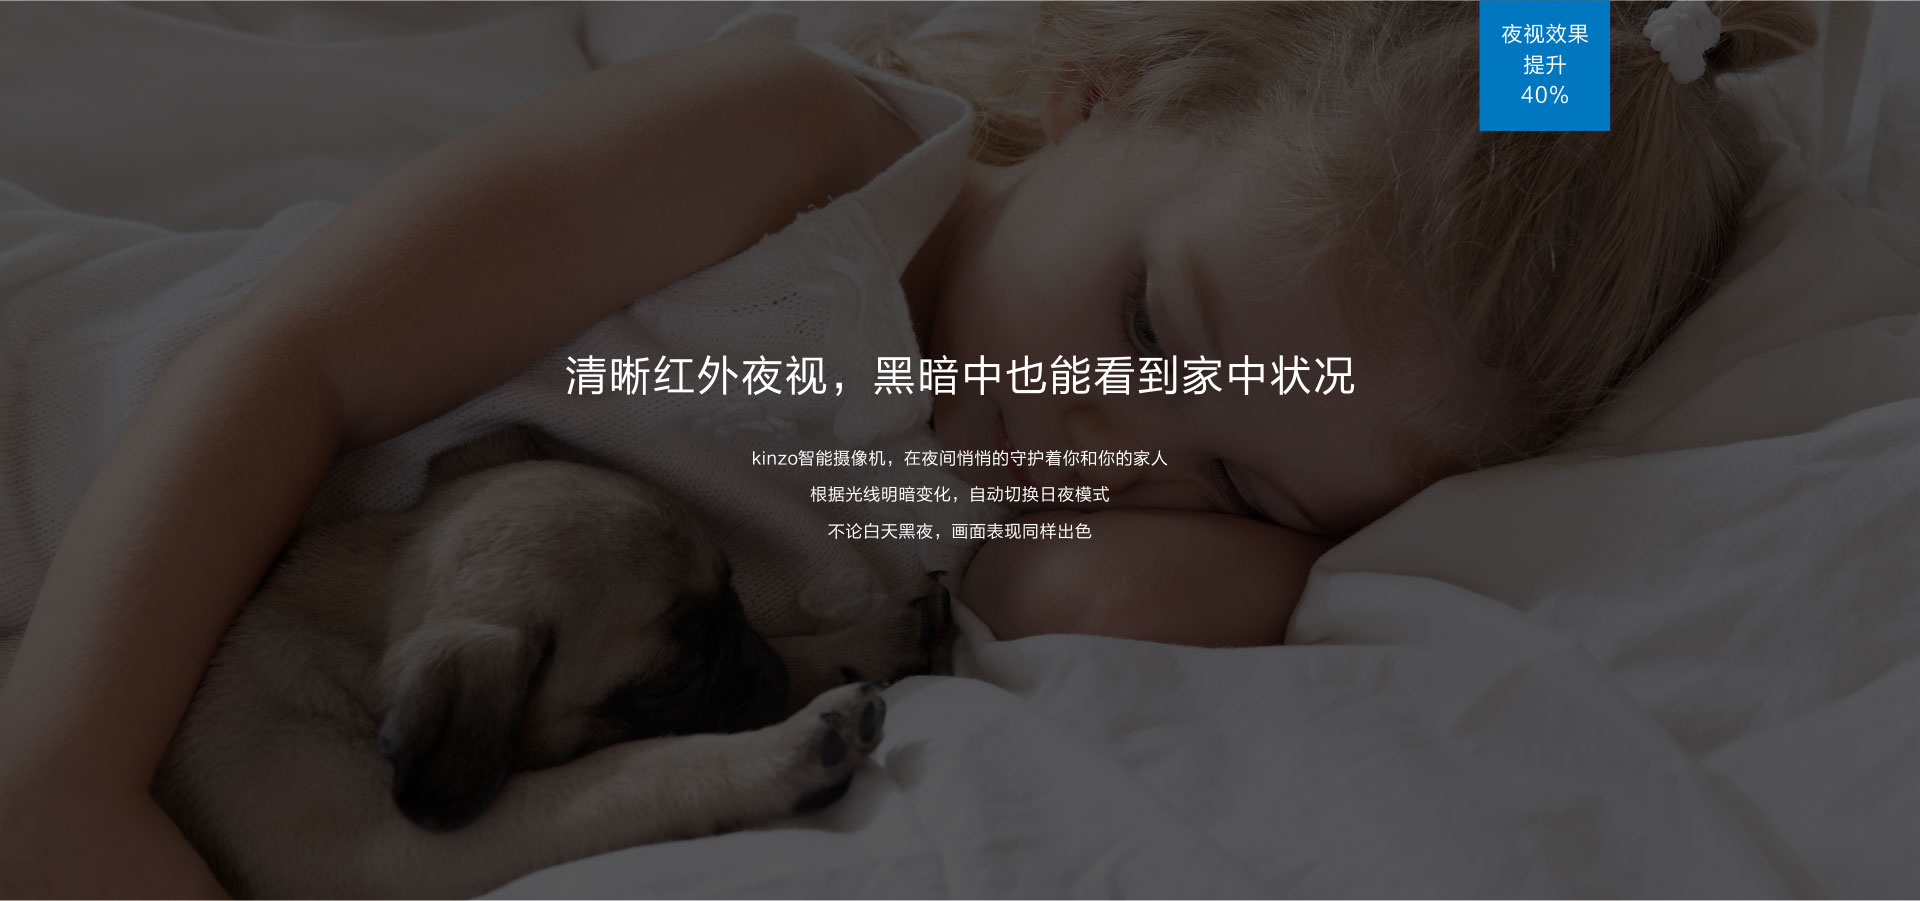 夜视效果
提升
40%
清晰红外夜视，黑暗中也能看到家中状况
kinzo智能摄像机，在夜间悄悄的守护着你和你的家人
根据光线明暗变化，自动切换日夜模式
不论白天黑夜，画面表现同样出色